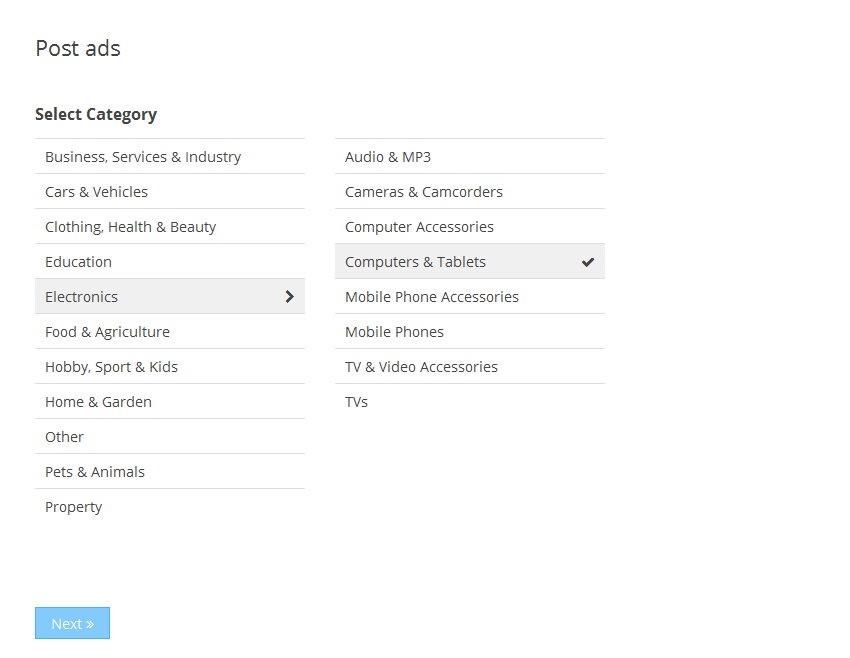 Post ads
Select Category
Business, Services & Industry
Cars & Vehicles
Clothing, Health & Beauty
Education
Electronics
Food & Agriculture
Hobby, Sport & Kids
Home & Garden
Other
Pets & Animals
Property
Audio & MP3
Cameras & Camcorders
Computer Accessories
Computers & Tablets
Mobile Phone Accessories
Mobile Phones
TV & Video Accessories
TVs
Next »